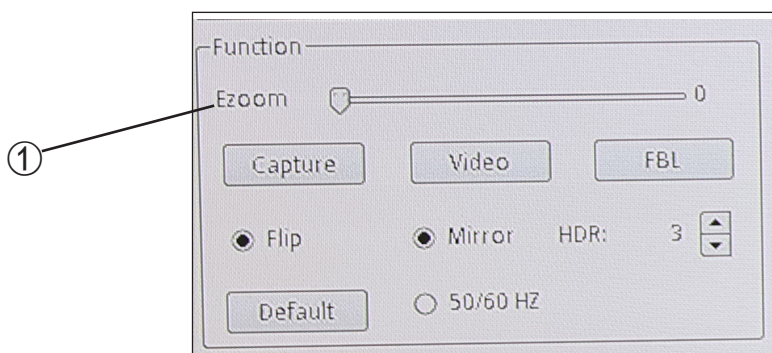 Function
Ezoom 0
①
Capture Video FBL
Flip Mirror HDR: 3
Default 50/60 HZ